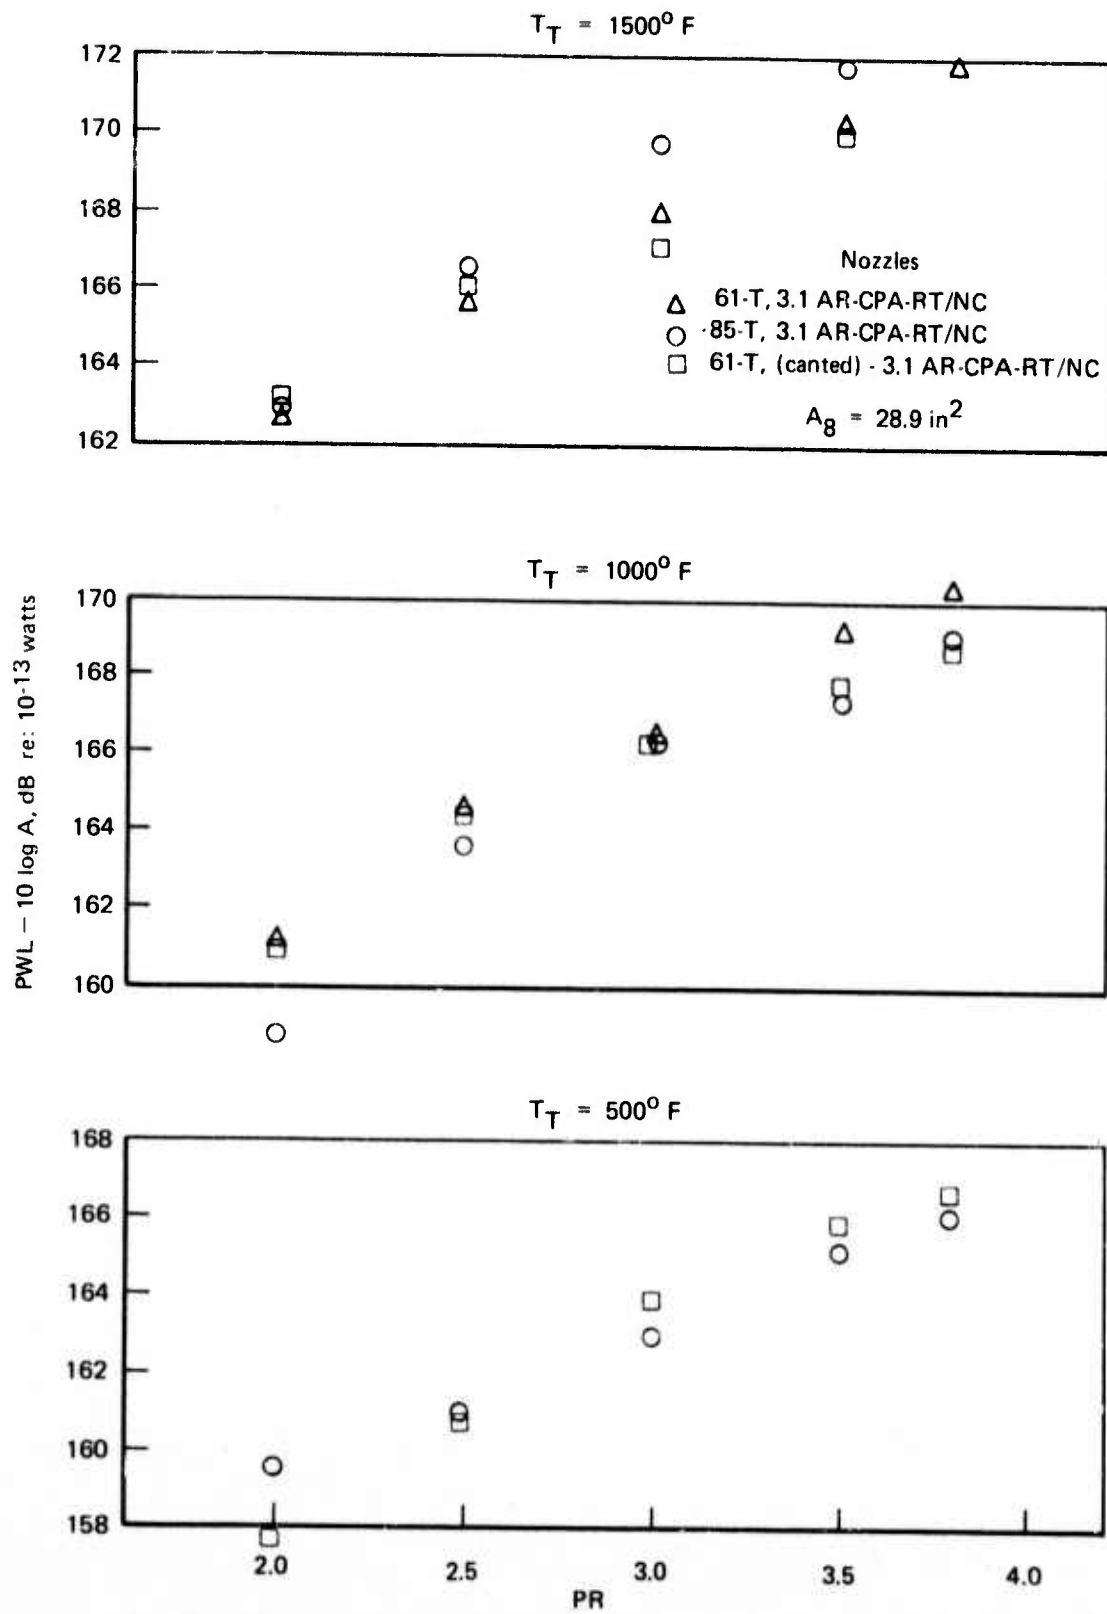 T_T = 1500° F
172
170
168
166
164
162
Nozzles
61-T, 3.1 AR-CPA-RT/NC
85-T, 3.1 AR-CPA-RT/NC
61-T, (canted) - 3.1 AR-CPA-RT/NC
A_8 = 28.9 in²
PWL – 10 log A, dB re: 10⁻¹³ watts
T_T = 1000° F
170
168
166
164
162
160
T_T = 500° F
168
166
164
162
160
158
2.0 2.5 3.0 3.5 4.0
PR